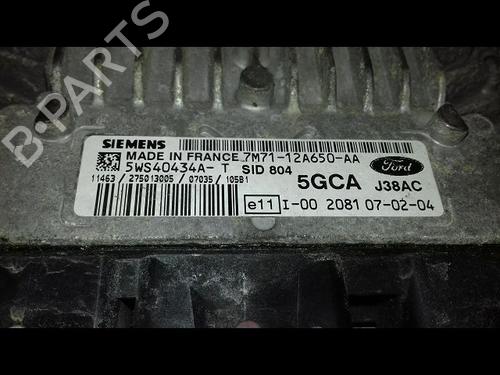 B-PARTS
SIEMENS
MADE IN FRANCE 7M71-12A650-AA
5WS40434A- T SID 804
Ford
11463 / 275013005 / 07035 / 105B1
5GCA J38AC
e11 I-00 2081 07-02-04